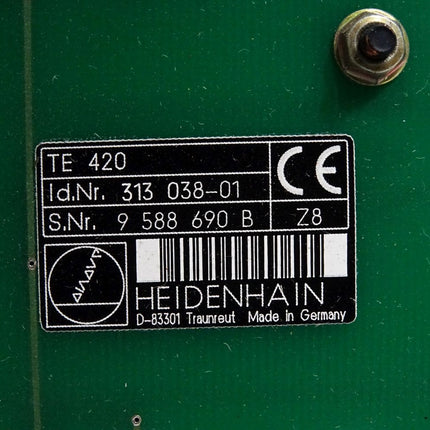 TE 420
Id.Nr. 313 038-01
S.Nr. 9 588 690 B Z8
CE
HEIDENHAIN
D-83301 Traunreut Made in Germany